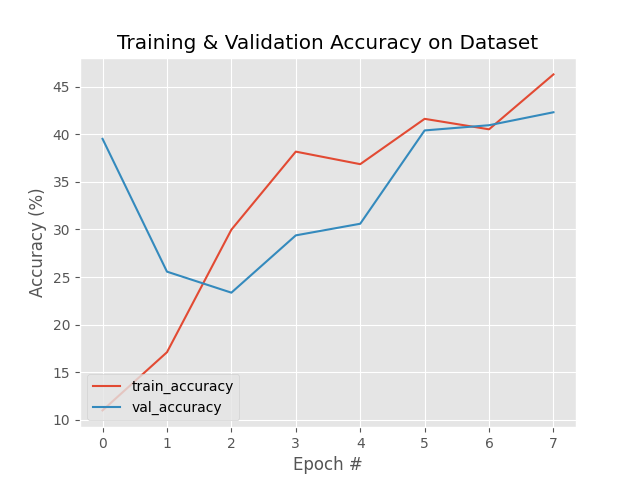 Training & Validation Accuracy on Dataset
45
40
35
30
25
20
15
10
Accuracy (%)
train_accuracy
val_accuracy
0 1 2 3 4 5 6 7
Epoch #